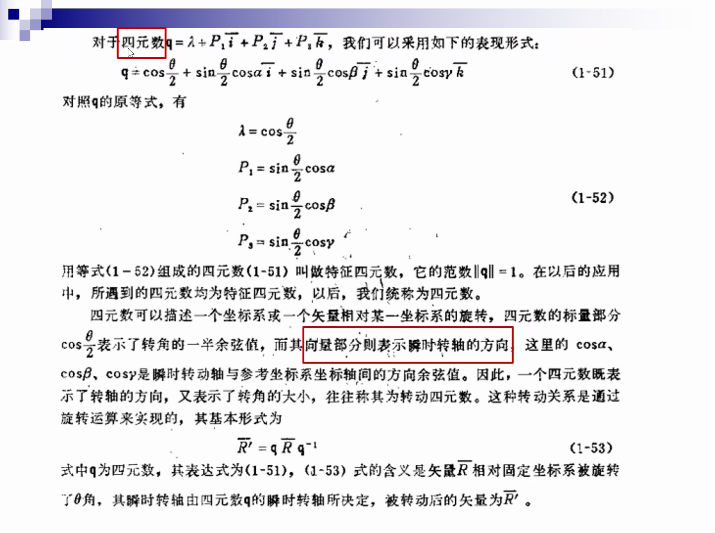 对于四元数q=λ+P₁i̅+P₂j̅+P₃k̅，我们可以采用如下的表现形式：
q=cos θ/2 + sin θ/2 cosα i̅ + sin θ/2 cosβ j̅ + sin θ/2 cosγ k̅ (1-51)
对照q的原等式，有
λ=cos θ/2
P₁=sin θ/2 cosα
P₂=sin θ/2 cosβ (1-52)
P₃=sin θ/2 cosγ
用等式(1-52)组成的四元数(1-51)叫做特征四元数，它的范数‖q‖=1。在以后的应用
中，所遇到的四元数均为特征四元数，以后，我们统称为四元数。
四元数可以描述一个坐标系或一个矢量相对某一坐标系的旋转，四元数的标量部分
cos θ/2 表示了转角的一半余弦值，而其向量部分则表示瞬时转轴的方向，这里的 cosα、
cosβ、cosγ是瞬时转动轴与参考坐标系坐标轴间的方向余弦值。因此，一个四元数既表
示了转轴的方向，又表示了转角的大小，往往称其为转动四元数。这种转动关系是通过
旋转运算来实现的，其基本形式为
R̅'=q R̅ q⁻¹ (1-53)
式中q为四元数，其表达式为(1-51)，(1-53) 式的含义是矢量R̅相对固定坐标系被旋转
了θ角，其瞬时转轴由四元数q的瞬时转轴所决定，被转动后的矢量为R̅'。